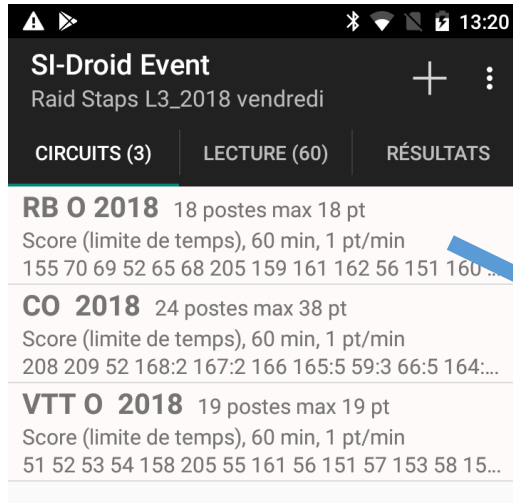 13:20
SI-Droid Event
Raid Staps L3_2018 vendredi
CIRCUITS (3) LECTURE (60) RÉSULTATS
RB O 2018 18 postes max 18 pt
Score (limite de temps), 60 min, 1 pt/min
155 70 69 52 65 68 205 159 161 162 56 151 160 ...
CO 2018 24 postes max 38 pt
Score (limite de temps), 60 min, 1 pt/min
208 209 52 168:2 167:2 166 165:5 59:3 66:5 164:...
VTT O 2018 19 postes max 19 pt
Score (limite de temps), 60 min, 1 pt/min
51 52 53 54 158 205 55 161 56 151 57 153 58 15...